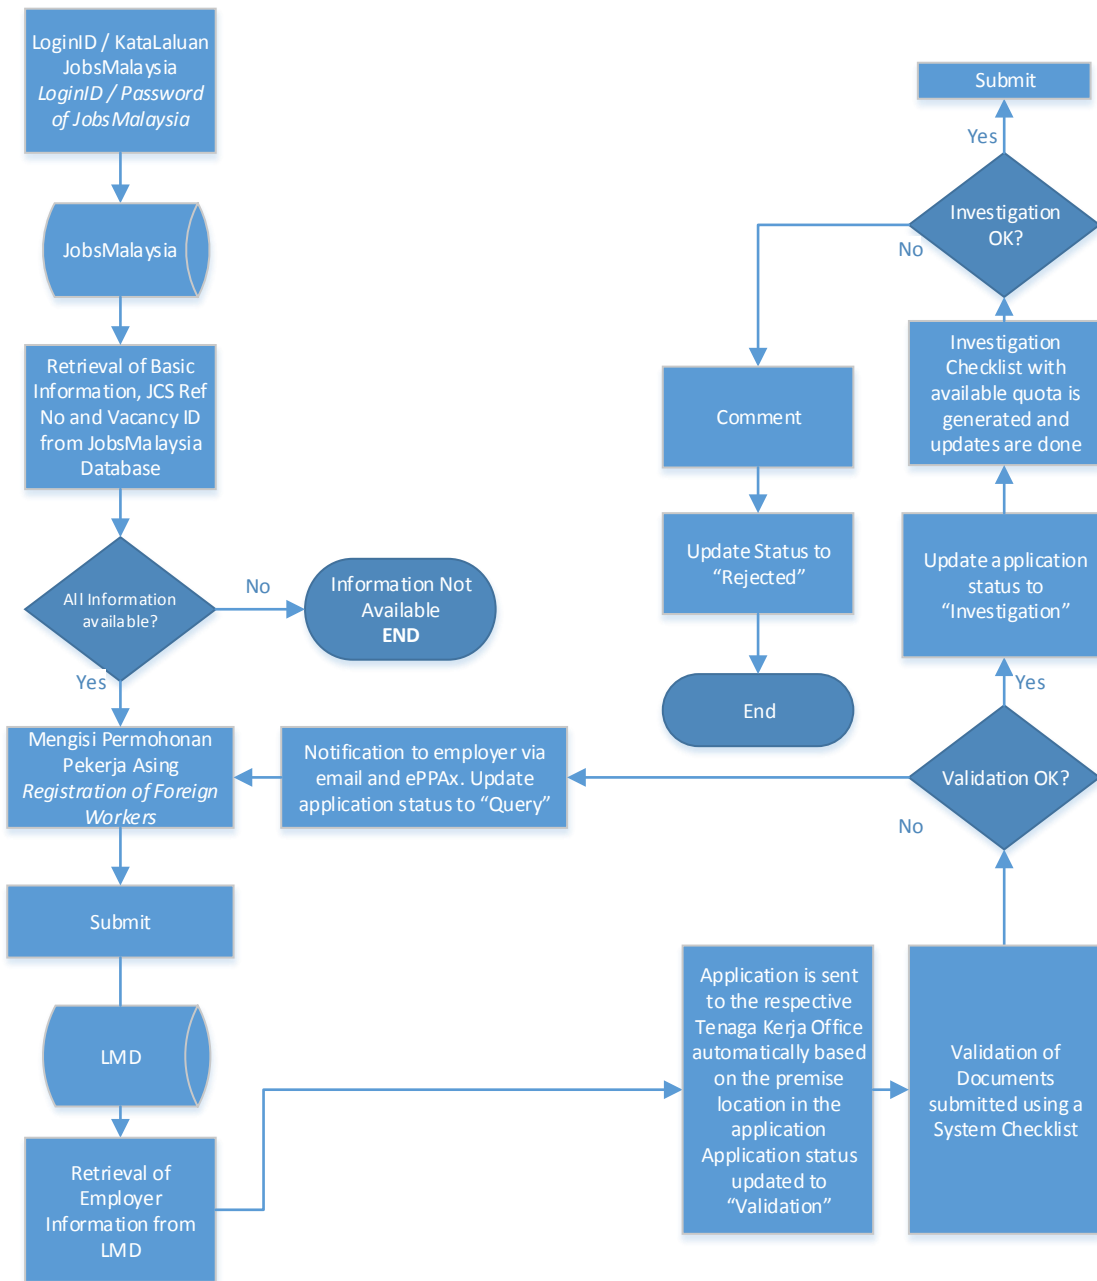 LoginID / KataLaluan
JobsMalaysia
LoginID / Password
of JobsMalaysia
JobsMalaysia
Retrieval of Basic
Information, JCS Ref
No and Vacancy ID
from JobsMalaysia
Database
All Information
available?
No
Information Not
Available
END
Yes
Mengisi Permohonan
Pekerja Asing
Registration of Foreign
Workers
Submit
LMD
Retrieval of
Employer
Information from
LMD
Application is sent
to the respective
Tenaga Kerja Office
automatically based
on the premise
location in the
application
Application status
updated to
“Validation”
Validation of
Documents
submitted using a
System Checklist
Validation OK?
No
Notification to employer via
email and ePPAx. Update
application status to “Query”
Yes
Update application
status to
“Investigation”
Investigation
Checklist with
available quota is
generated and
updates are done
Investigation
OK?
No
Comment
Update Status to
“Rejected”
End
Yes
Submit